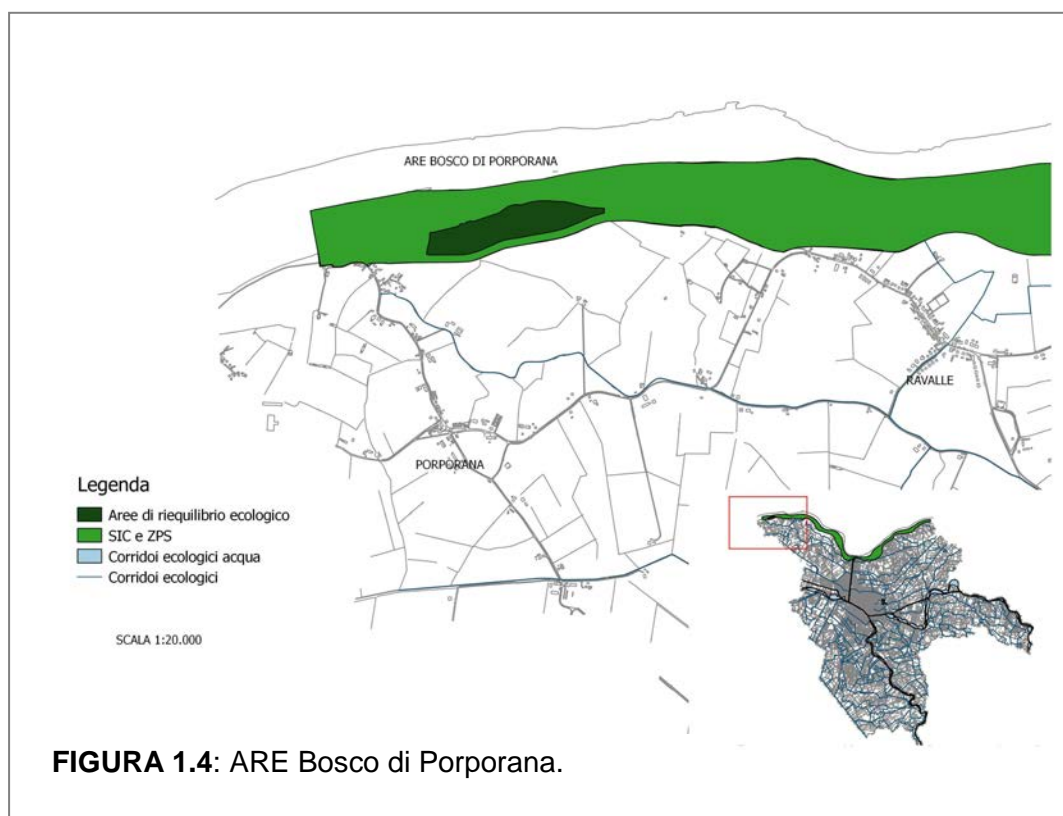 ARE BOSCO DI PORPORANA
RAVALLE
PORPORANA
Legenda
Aree di riequilibrio ecologico
SIC e ZPS
Corridoi ecologici acqua
Corridoi ecologici
SCALA 1:20.000
FIGURA 1.4: ARE Bosco di Porporana.